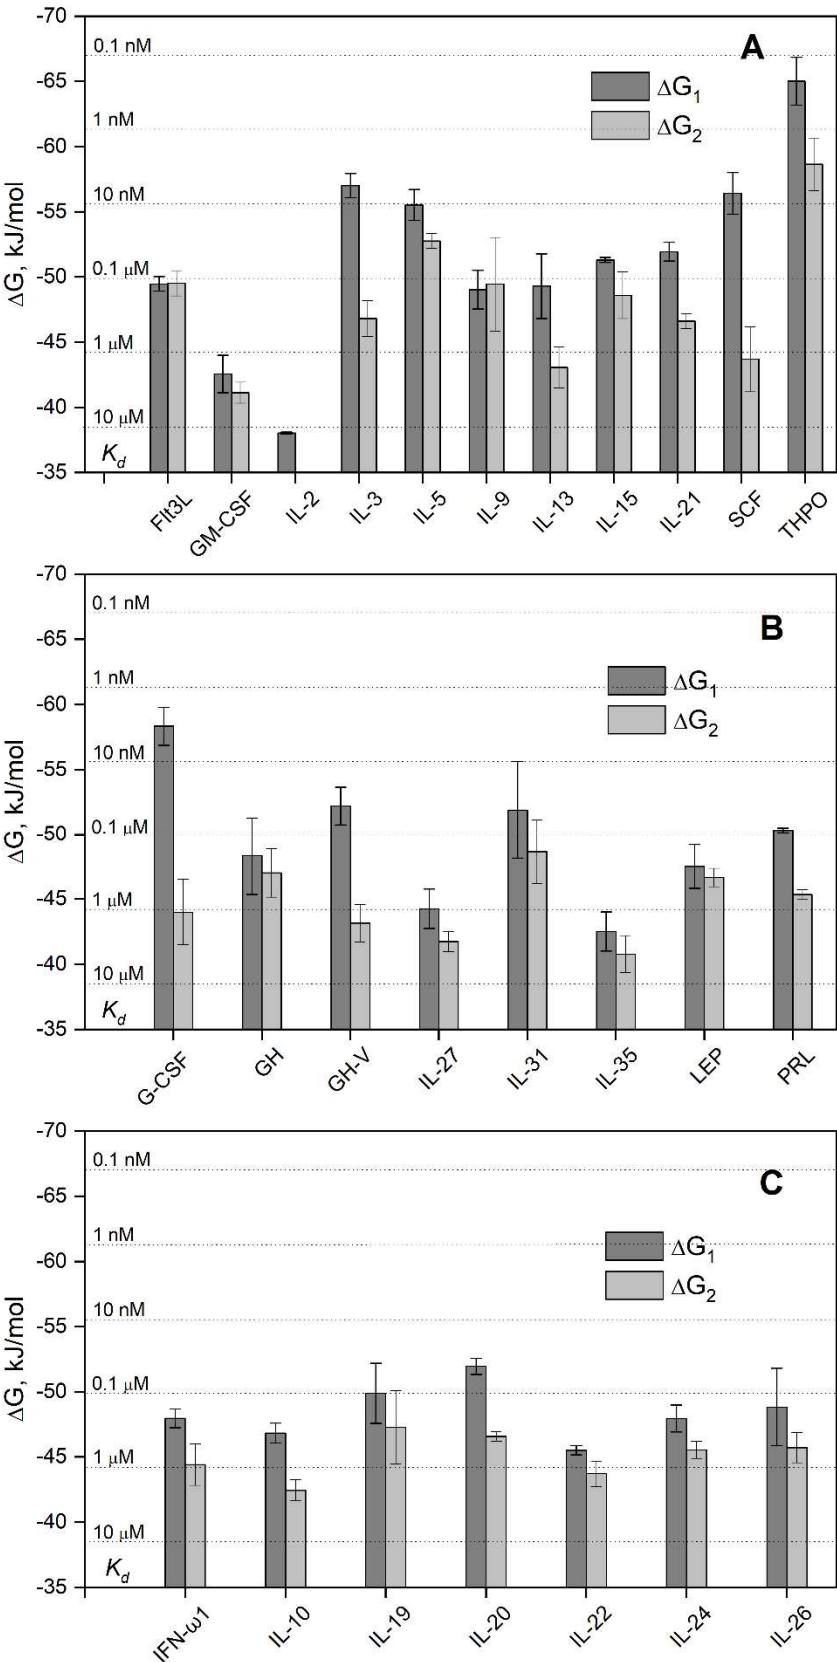 A
-70
-65
-60
-55
-50
-45
-40
-35
ΔG, kJ/mol
0.1 nM
1 nM
10 nM
0.1 μM
1 μM
10 μM
Kd
ΔG1
ΔG2
Flt3L
GM-CSF
IL-2
IL-3
IL-5
IL-9
IL-13
IL-15
IL-21
SCF
THPO
B
-70
-65
-60
-55
-50
-45
-40
-35
ΔG, kJ/mol
0.1 nM
1 nM
10 nM
0.1 μM
1 μM
10 μM
Kd
ΔG1
ΔG2
G-CSF
GH
GH-V
IL-27
IL-31
IL-35
LEP
PRL
C
-70
-65
-60
-55
-50
-45
-40
-35
ΔG, kJ/mol
0.1 nM
1 nM
10 nM
0.1 μM
1 μM
10 μM
Kd
ΔG1
ΔG2
IFN-ω1
IL-10
IL-19
IL-20
IL-22
IL-24
IL-26